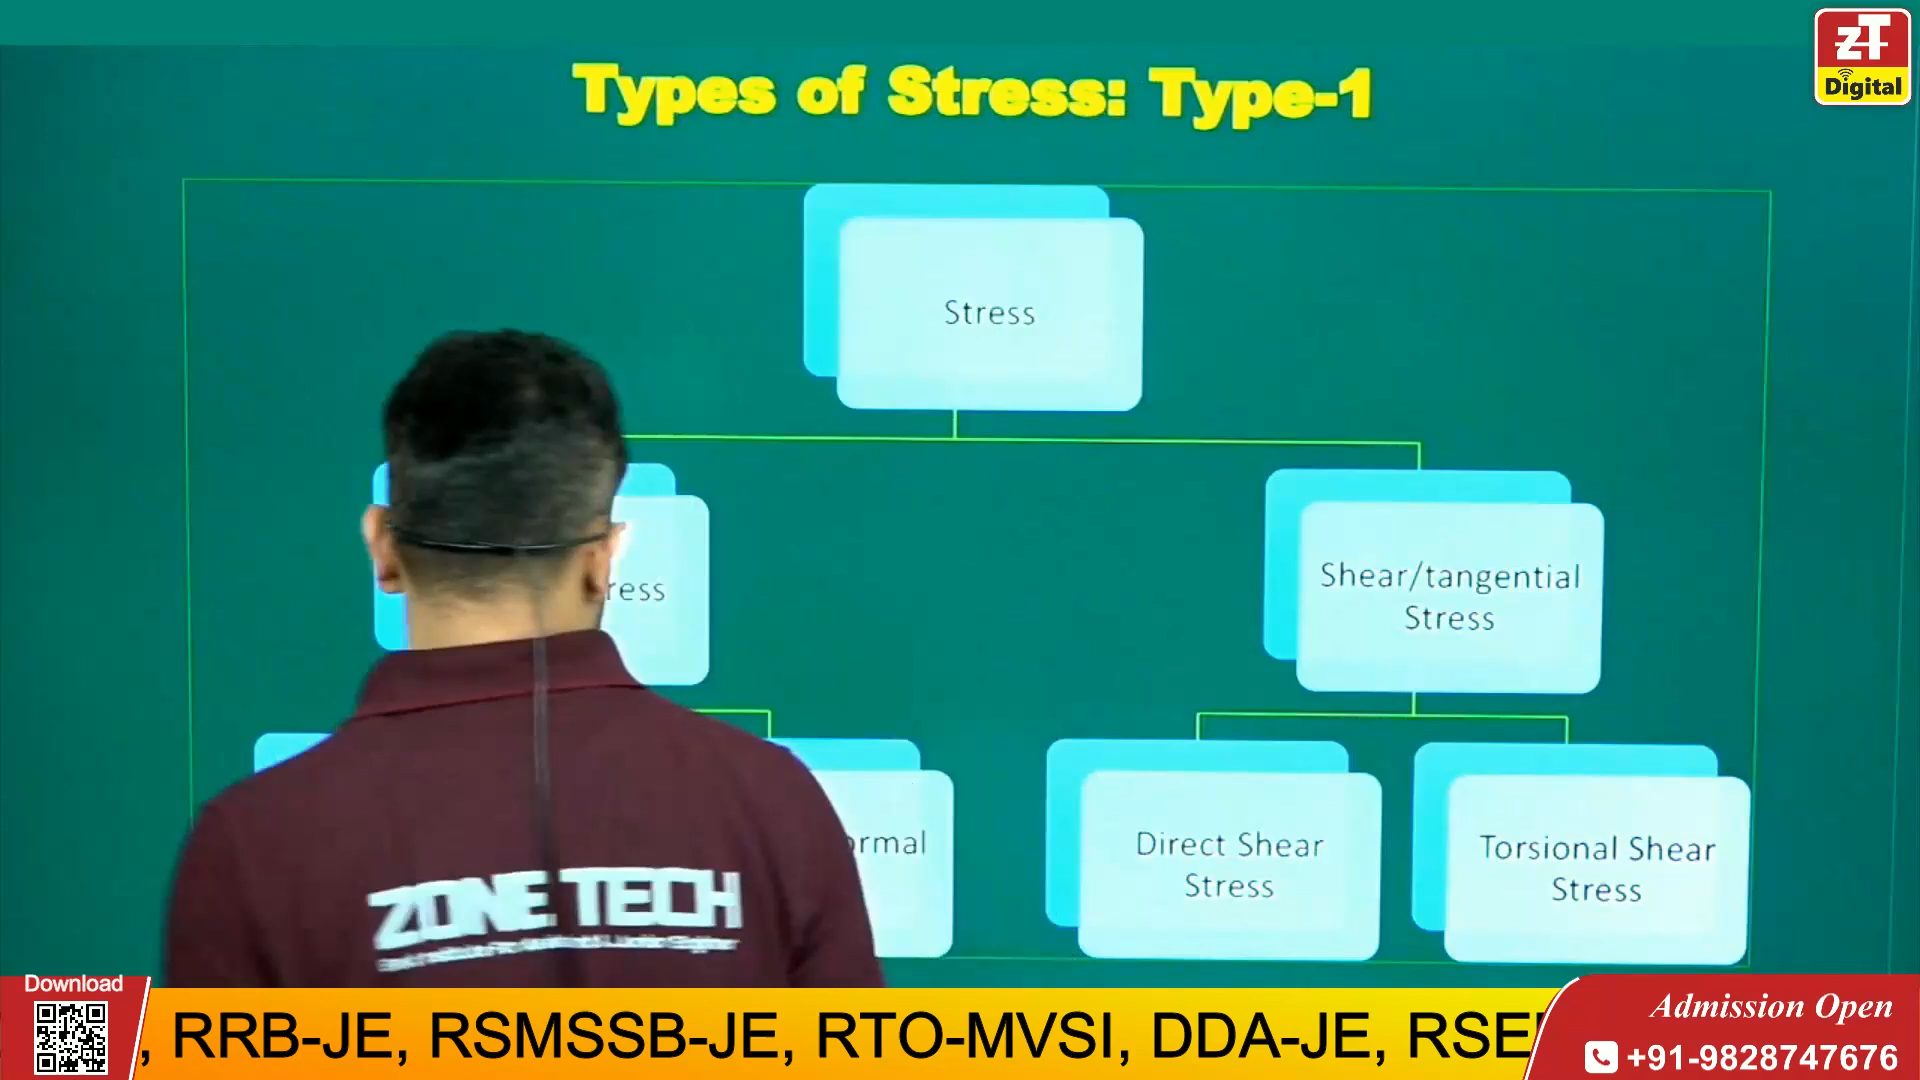 Types of Stress: Type-1
ZT
Digital
Stress
ress
Shear/tangential
Stress
ormal
Direct Shear
Stress
Torsional Shear
Stress
ZONE TECH
Download
, RRB-JE, RSMSSB-JE, RTO-MVSI, DDA-JE, RSE
Admission Open
+91-9828747676